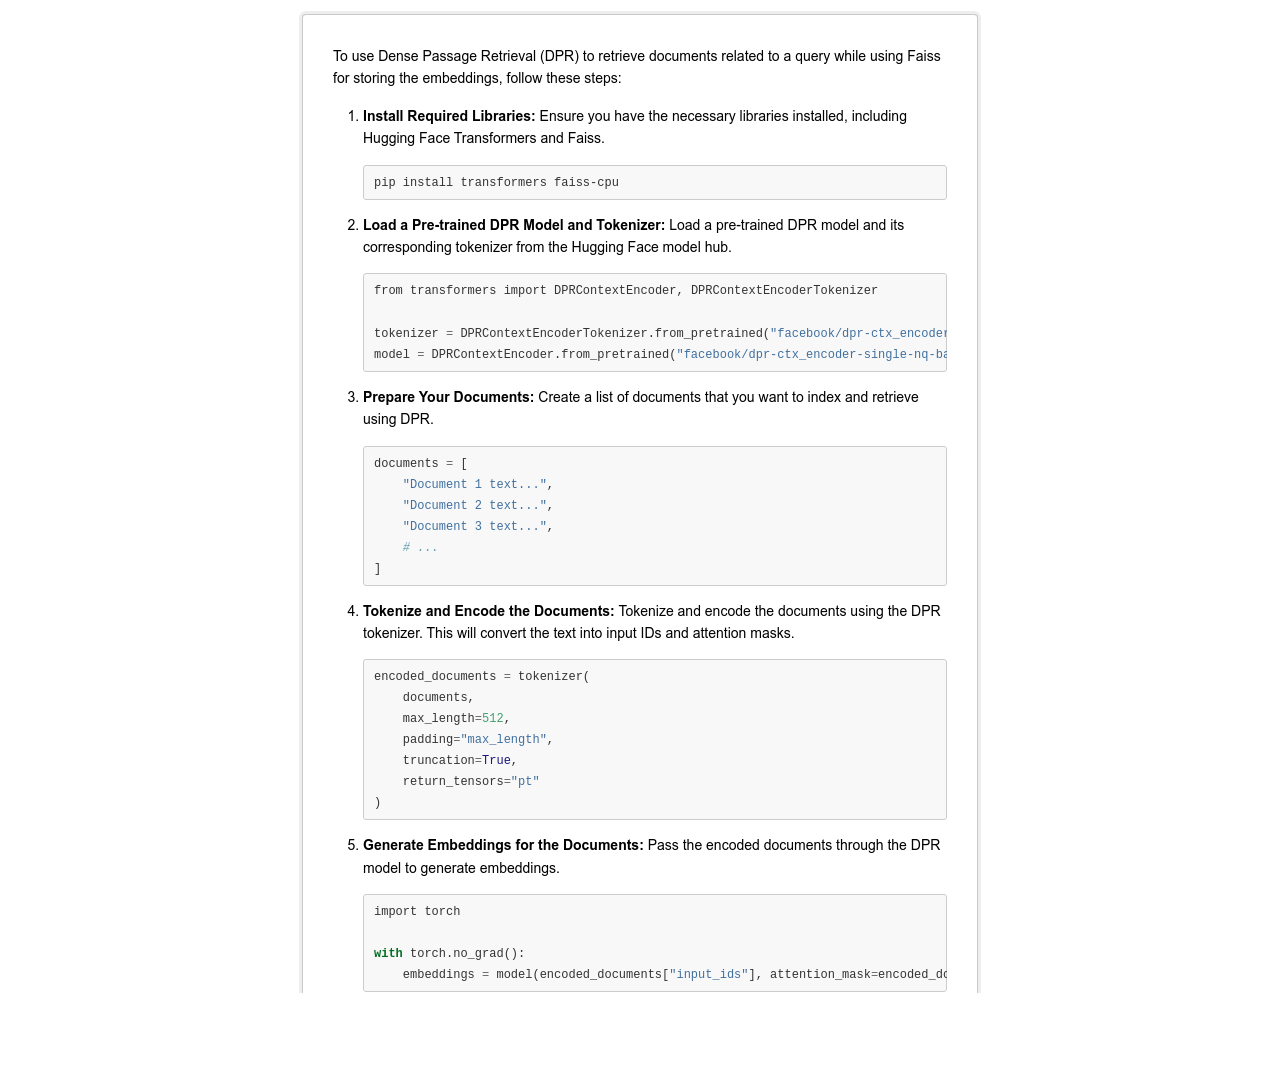 To use Dense Passage Retrieval (DPR) to retrieve documents related to a query while using Faiss
for storing the embeddings, follow these steps:
1. Install Required Libraries: Ensure you have the necessary libraries installed, including
Hugging Face Transformers and Faiss.
pip install transformers faiss-cpu
2. Load a Pre-trained DPR Model and Tokenizer: Load a pre-trained DPR model and its
corresponding tokenizer from the Hugging Face model hub.
from transformers import DPRContextEncoder, DPRContextEncoderTokenizer
tokenizer = DPRContextEncoderTokenizer.from_pretrained("facebook/dpr-ctx_encoder
model = DPRContextEncoder.from_pretrained("facebook/dpr-ctx_encoder-single-nq-ba
3. Prepare Your Documents: Create a list of documents that you want to index and retrieve
using DPR.
documents = [
    "Document 1 text...",
    "Document 2 text...",
    "Document 3 text...",
    # ...
]
4. Tokenize and Encode the Documents: Tokenize and encode the documents using the DPR
tokenizer. This will convert the text into input IDs and attention masks.
encoded_documents = tokenizer(
    documents,
    max_length=512,
    padding="max_length",
    truncation=True,
    return_tensors="pt"
)
5. Generate Embeddings for the Documents: Pass the encoded documents through the DPR
model to generate embeddings.
import torch
with torch.no_grad():
    embeddings = model(encoded_documents["input_ids"], attention_mask=encoded_do